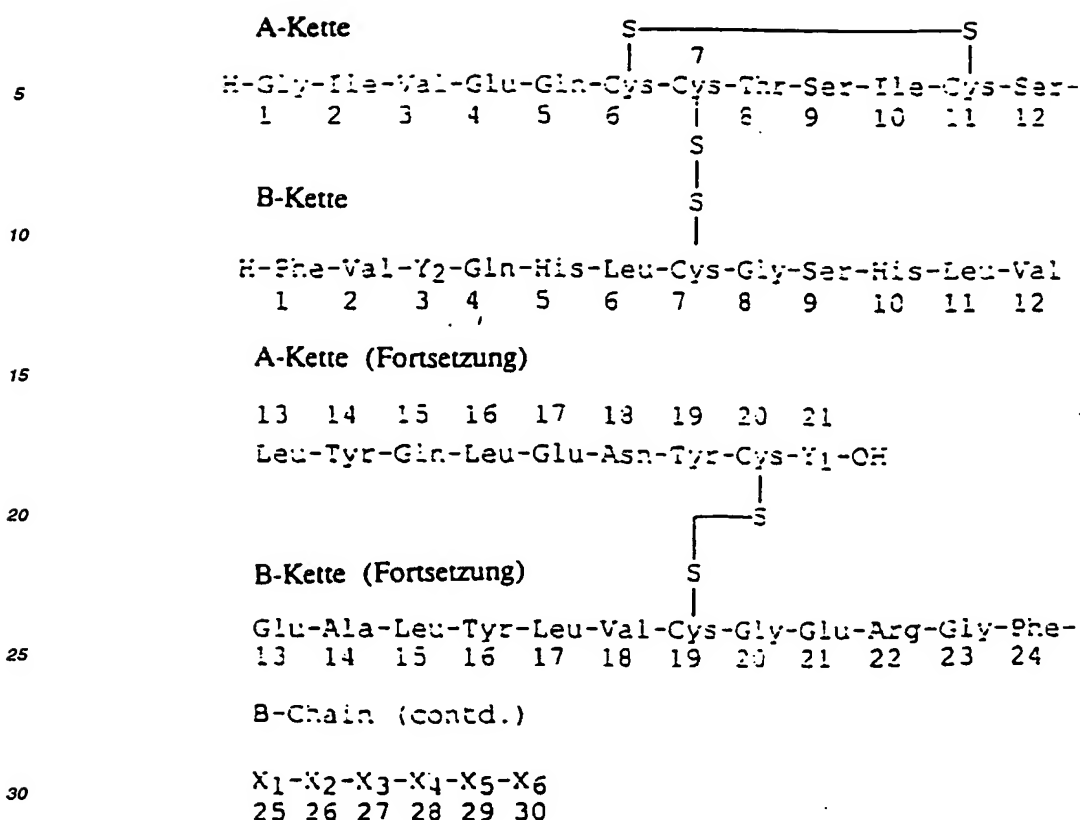 A-Kette
S S
7
5 H-Gly-Ile-Val-Glu-Gln-Cys-Cys-Thr-Ser-Ile-Cys-Ser-
1 2 3 4 5 6 8 9 10 11 12
S
S
B-Kette
10
H-Phe-Val-Y2-Gln-His-Leu-Cys-Gly-Ser-His-Leu-Val
1 2 3 4 5 6 7 8 9 10 11 12
A-Kette (Fortsetzung)
15
13 14 15 16 17 18 19 20 21
Leu-Tyr-Gln-Leu-Glu-Asn-Tyr-Cys-Y1-OH
20 S
S
B-Kette (Fortsetzung)
Glu-Ala-Leu-Tyr-Leu-Val-Cys-Gly-Glu-Arg-Gly-Phe-
25 13 14 15 16 17 18 19 20 21 22 23 24
B-Chain (contd.)
30 X1-X2-X3-X4-X5-X6
25 26 27 28 29 30